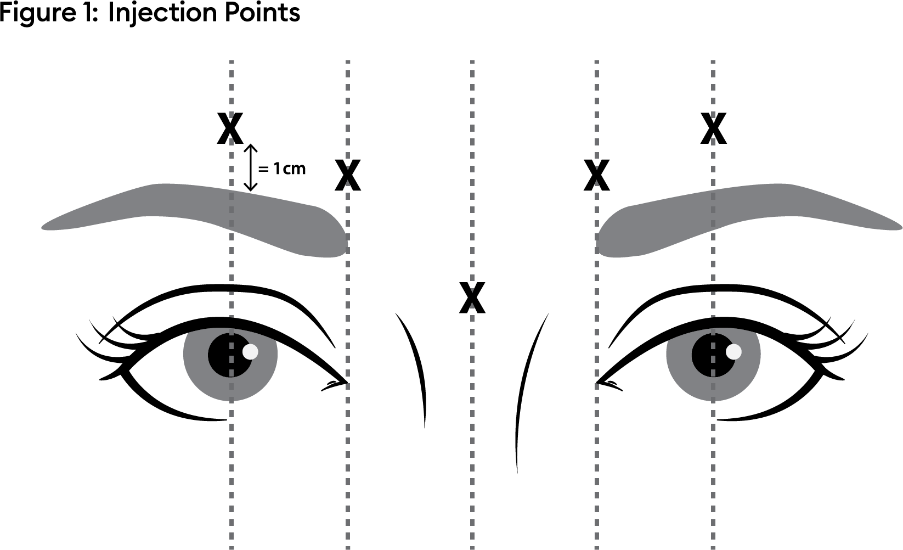 Figure 1: Injection Points
X
X
= 1cm
X
X
X